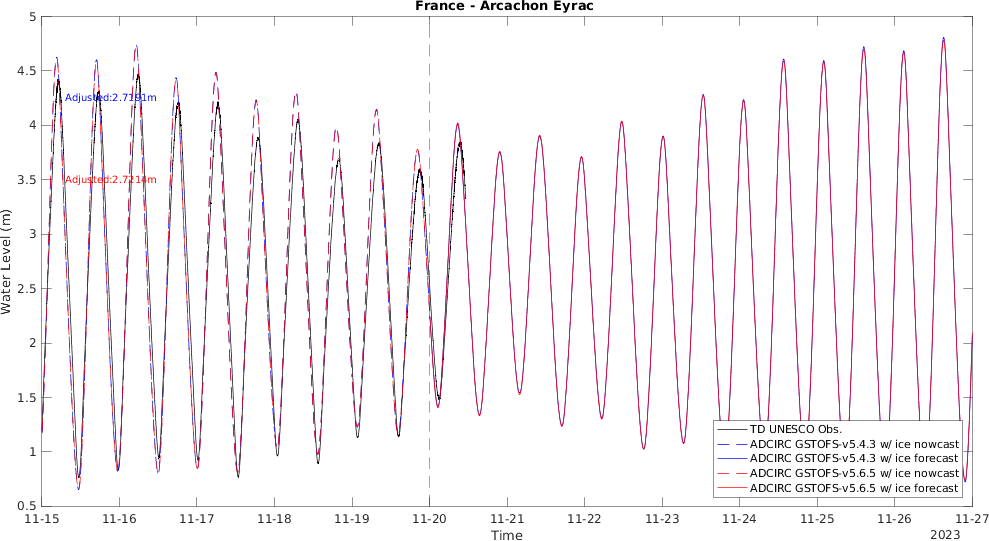 France - Arcachon Eyrac
Water Level (m)
5
4.5
4
3.5
3
2.5
2
1.5
1
0.5
Adjusted:2.7191m
Adjusted:2.7214m
TD UNESCO Obs.
ADCIRC GSTOFS-v5.4.3 w/ ice nowcast
ADCIRC GSTOFS-v5.4.3 w/ ice forecast
ADCIRC GSTOFS-v5.6.5 w/ ice nowcast
ADCIRC GSTOFS-v5.6.5 w/ ice forecast
11-15 11-16 11-17 11-18 11-19 11-20 11-21 11-22 11-23 11-24 11-25 11-26 11-27
Time
2023